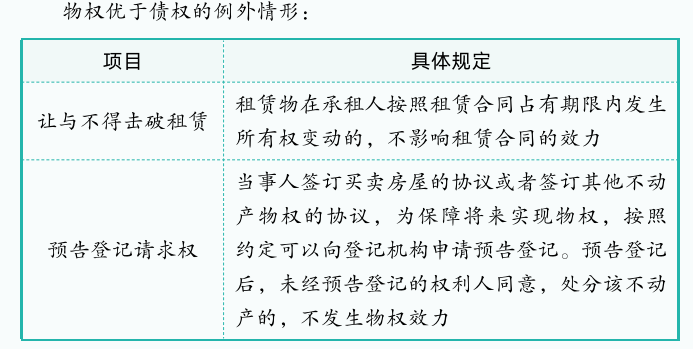 物权优于债权的例外情形：
项目
具体规定
让与不得击破租赁
租赁物在承租人按照租赁合同占有期限内发生
所有权变动的，不影响租赁合同的效力
预告登记请求权
当事人签订买卖房屋的协议或者签订其他不动
产物权的协议，为保障将来实现物权，按照
约定可以向登记机构申请预告登记。预告登记
后，未经预告登记的权利人同意，处分该不动
产的，不发生物权效力